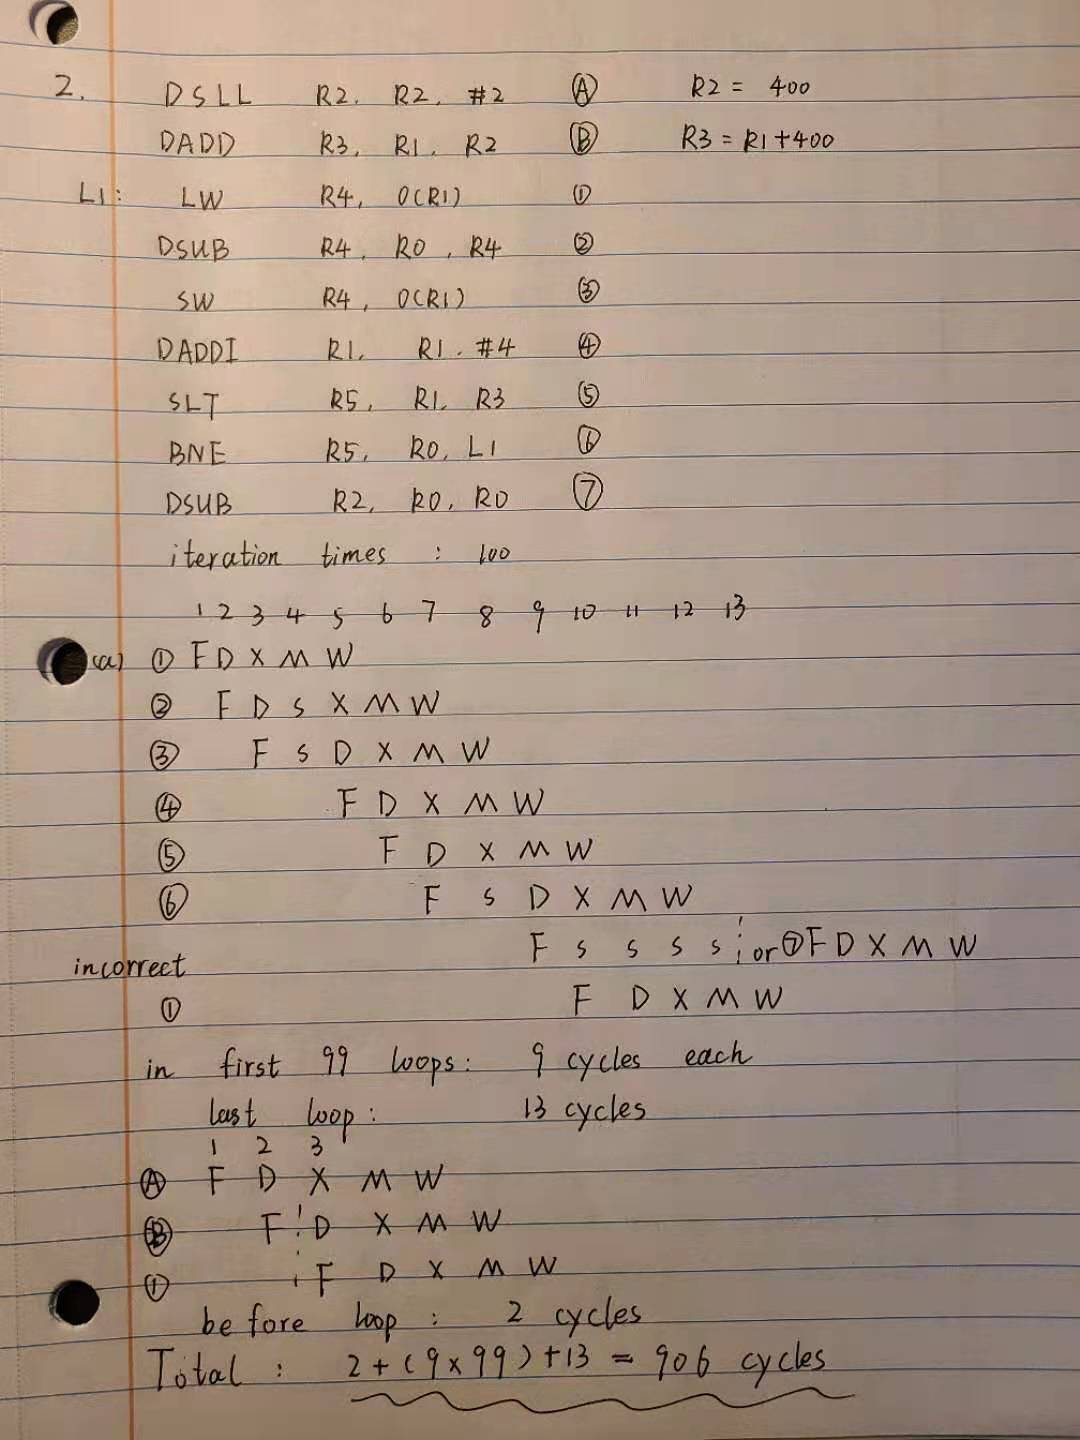 2. DSLL R2, R2, #2 Ⓐ R2 = 400
DADD R3, R1, R2 Ⓑ R3 = R1+400
L1: LW R4, 0(R1) ①
DSUB R4, R0, R4 ②
SW R4, 0(R1) ③
DADDI R1, R1, #4 ④
SLT R5, R1, R3 ⑤
BNE R5, R0, L1 ⑥
DSUB R2, R0, R0 ⑦
iteration times : 100
1 2 3 4 5 6 7 8 9 10 11 12 13
(a) ① F D X M W
② F D S X M W
③ F S D X M W
④ F D X M W
⑤ F D X M W
⑥ F S D X M W
F S S S S or ⑦ F D X M W
incorrect
① F D X M W
in first 99 loops: 9 cycles each
last loop: 13 cycles
1 2 3
Ⓐ F D X M W
Ⓑ F D X M W
① F D X M W
before loop : 2 cycles
Total : 2+(9×99)+13 = 906 cycles